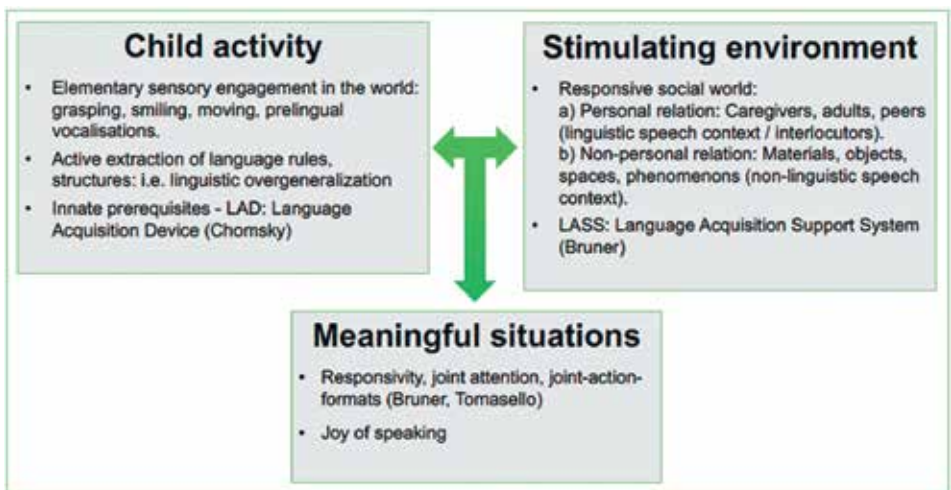 Child activity
• Elementary sensory engagement in the world:
grasping, smiling, moving, prelingual
vocalisations.
• Active extraction of language rules,
structures: i.e. linguistic overgeneralization
• Innate prerequisites - LAD: Language
Acquisition Device (Chomsky)
Stimulating environment
• Responsive social world:
a) Personal relation: Caregivers, adults, peers
(linguistic speech context / interlocutors).
b) Non-personal relation: Materials, objects,
spaces, phenomenons (non-linguistic speech
context).
• LASS: Language Acquisition Support System
(Bruner)
Meaningful situations
• Responsivity, joint attention, joint-action-
formats (Bruner, Tomasello)
• Joy of speaking